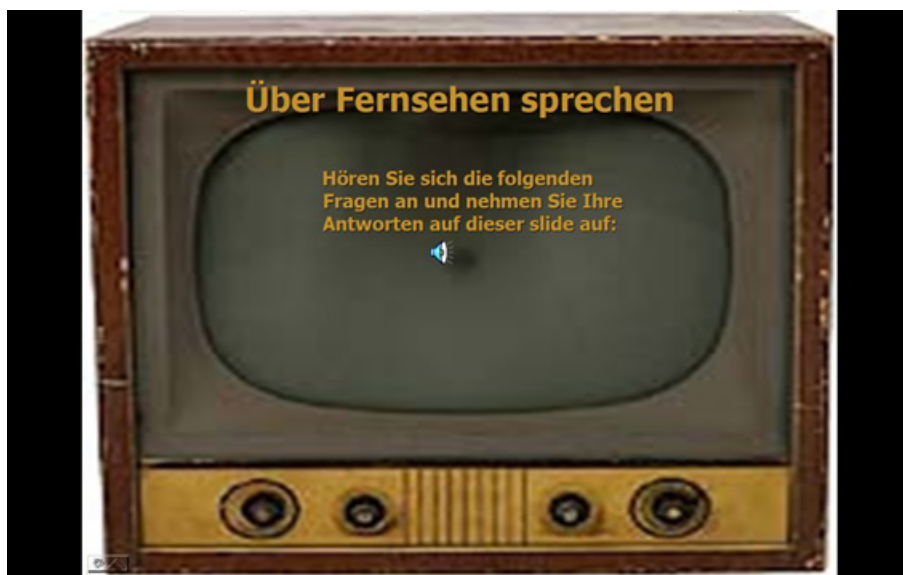 Über Fernsehen sprechen
Hören Sie sich die folgenden
Fragen an und nehmen Sie Ihre
Antworten auf dieser slide auf: